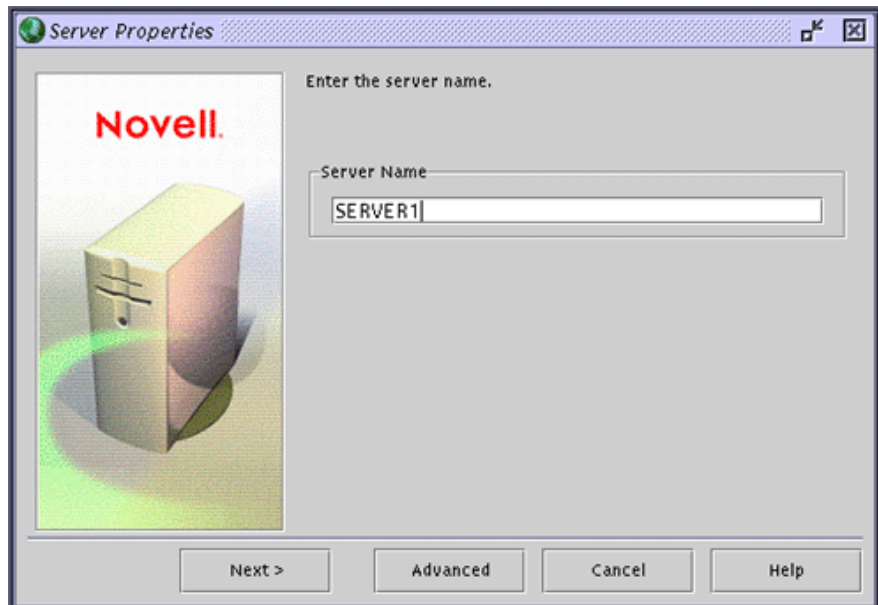 Server Properties
Novell.
Enter the server name.
Server Name
SERVER1
Next >
Advanced
Cancel
Help